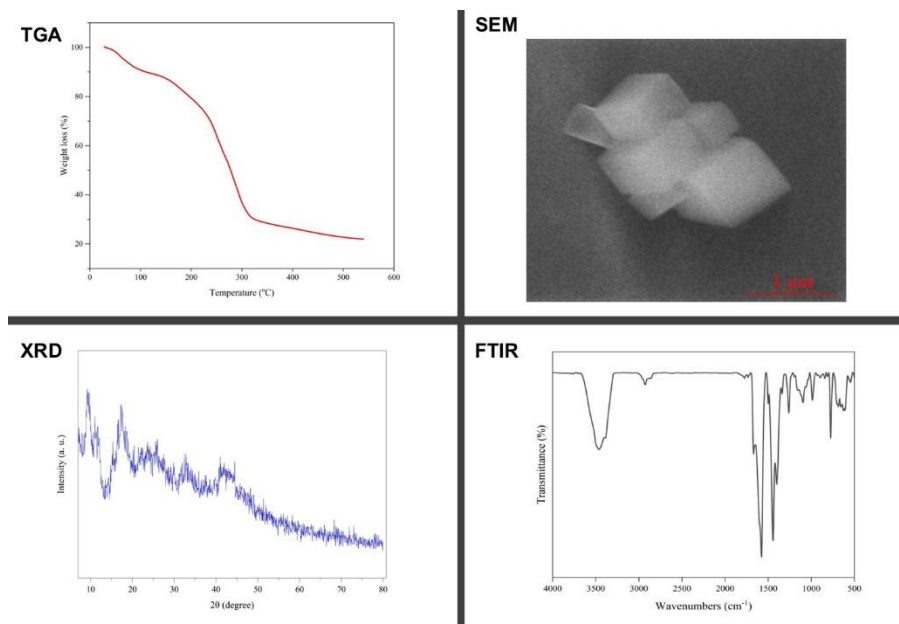 TGA
100
80
60
40
20
0 100 200 300 400 500 600
Weight loss (%)
Temperature (°C)
SEM
1 µm
XRD
Intensity (a. u.)
10 20 30 40 50 60 70 80
2θ (degree)
FTIR
Transmittance (%)
4000 3500 3000 2500 2000 1500 1000 500
Wavenumbers (cm⁻¹)